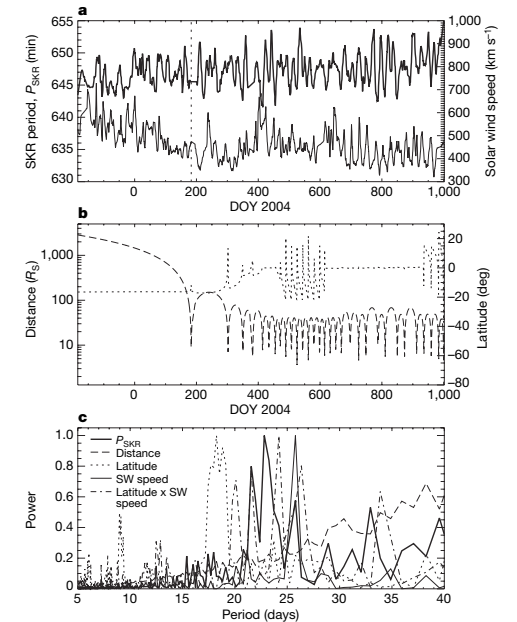 a
655
650
645
640
635
630
SKR period, P_SKR (min)
1,000
900
800
700
600
500
400
300
Solar wind speed (km s⁻¹)
0 200 400 600 800 1,000
DOY 2004
b
1,000
100
10
Distance (R_S)
20
0
−20
−40
−60
−80
Latitude (deg)
0 200 400 600 800 1,000
DOY 2004
c
1.0
0.8
0.6
0.4
0.2
0
Power
P_SKR
Distance
Latitude
SW speed
Latitude x SW
speed
5 10 15 20 25 30 35 40
Period (days)